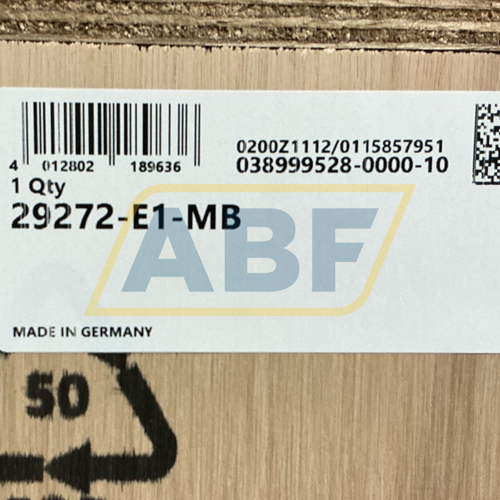 4 012802 189636
0200Z1112/0115857951
038999528-0000-10
1 Qty
29272-E1-MB
ABF
MADE IN GERMANY
50